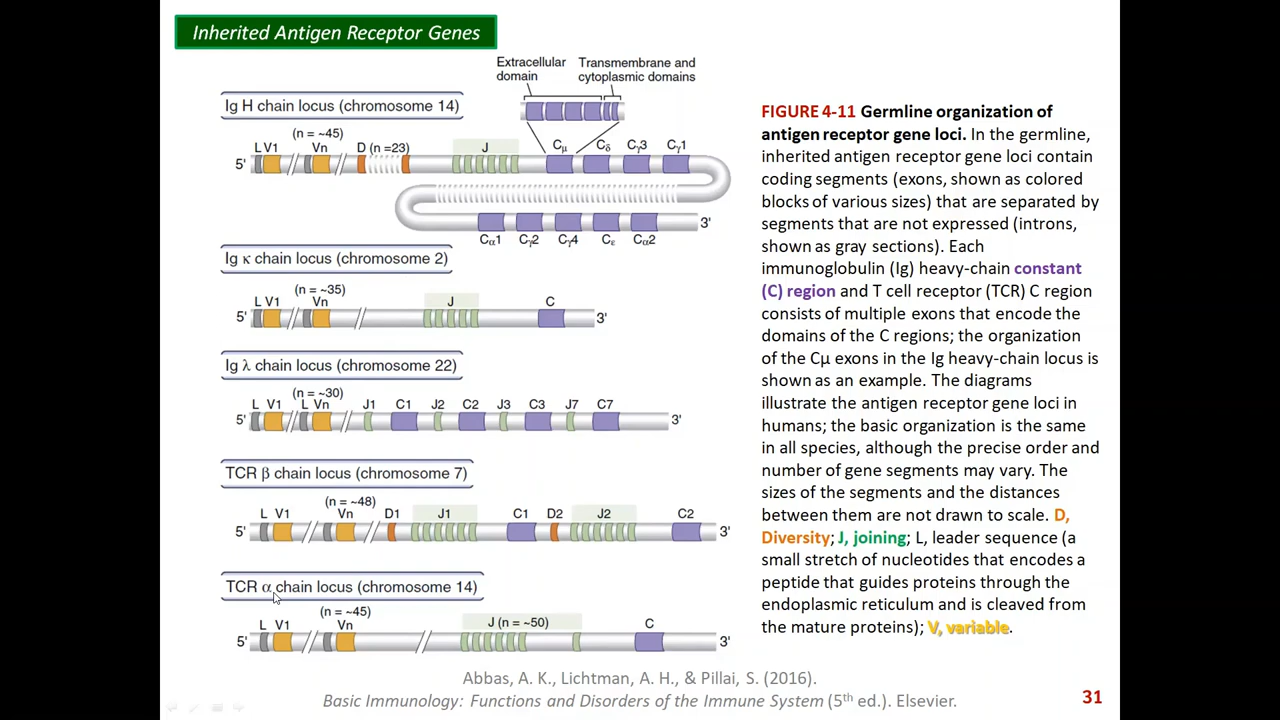 Inherited Antigen Receptor Genes
Extracellular domain
Transmembrane and cytoplasmic domains
Ig H chain locus (chromosome 14)
(n = ~45)
L V1 Vn D (n =23) J Cμ Cδ Cγ3 Cγ1
5'
3'
Cα1 Cγ2 Cγ4 Cε Cα2
Ig κ chain locus (chromosome 2)
(n = ~35)
L V1 Vn J C
5' 3'
Ig λ chain locus (chromosome 22)
(n = ~30)
L V1 L Vn J1 C1 J2 C2 J3 C3 J7 C7
5' 3'
TCR β chain locus (chromosome 7)
(n = ~48)
L V1 Vn D1 J1 C1 D2 J2 C2
5' 3'
TCR α chain locus (chromosome 14)
(n = ~45)
L V1 Vn J (n = ~50) C
5' 3'
FIGURE 4-11 Germline organization of
antigen receptor gene loci. In the germline,
inherited antigen receptor gene loci contain
coding segments (exons, shown as colored
blocks of various sizes) that are separated by
segments that are not expressed (introns,
shown as gray sections). Each
immunoglobulin (Ig) heavy-chain constant
(C) region and T cell receptor (TCR) C region
consists of multiple exons that encode the
domains of the C regions; the organization
of the Cμ exons in the Ig heavy-chain locus is
shown as an example. The diagrams
illustrate the antigen receptor gene loci in
humans; the basic organization is the same
in all species, although the precise order and
number of gene segments may vary. The
sizes of the segments and the distances
between them are not drawn to scale. D,
Diversity; J, joining; L, leader sequence (a
small stretch of nucleotides that encodes a
peptide that guides proteins through the
endoplasmic reticulum and is cleaved from
the mature proteins); V, variable.
Abbas, A. K., Lichtman, A. H., & Pillai, S. (2016).
Basic Immunology: Functions and Disorders of the Immune System (5th ed.). Elsevier.
31